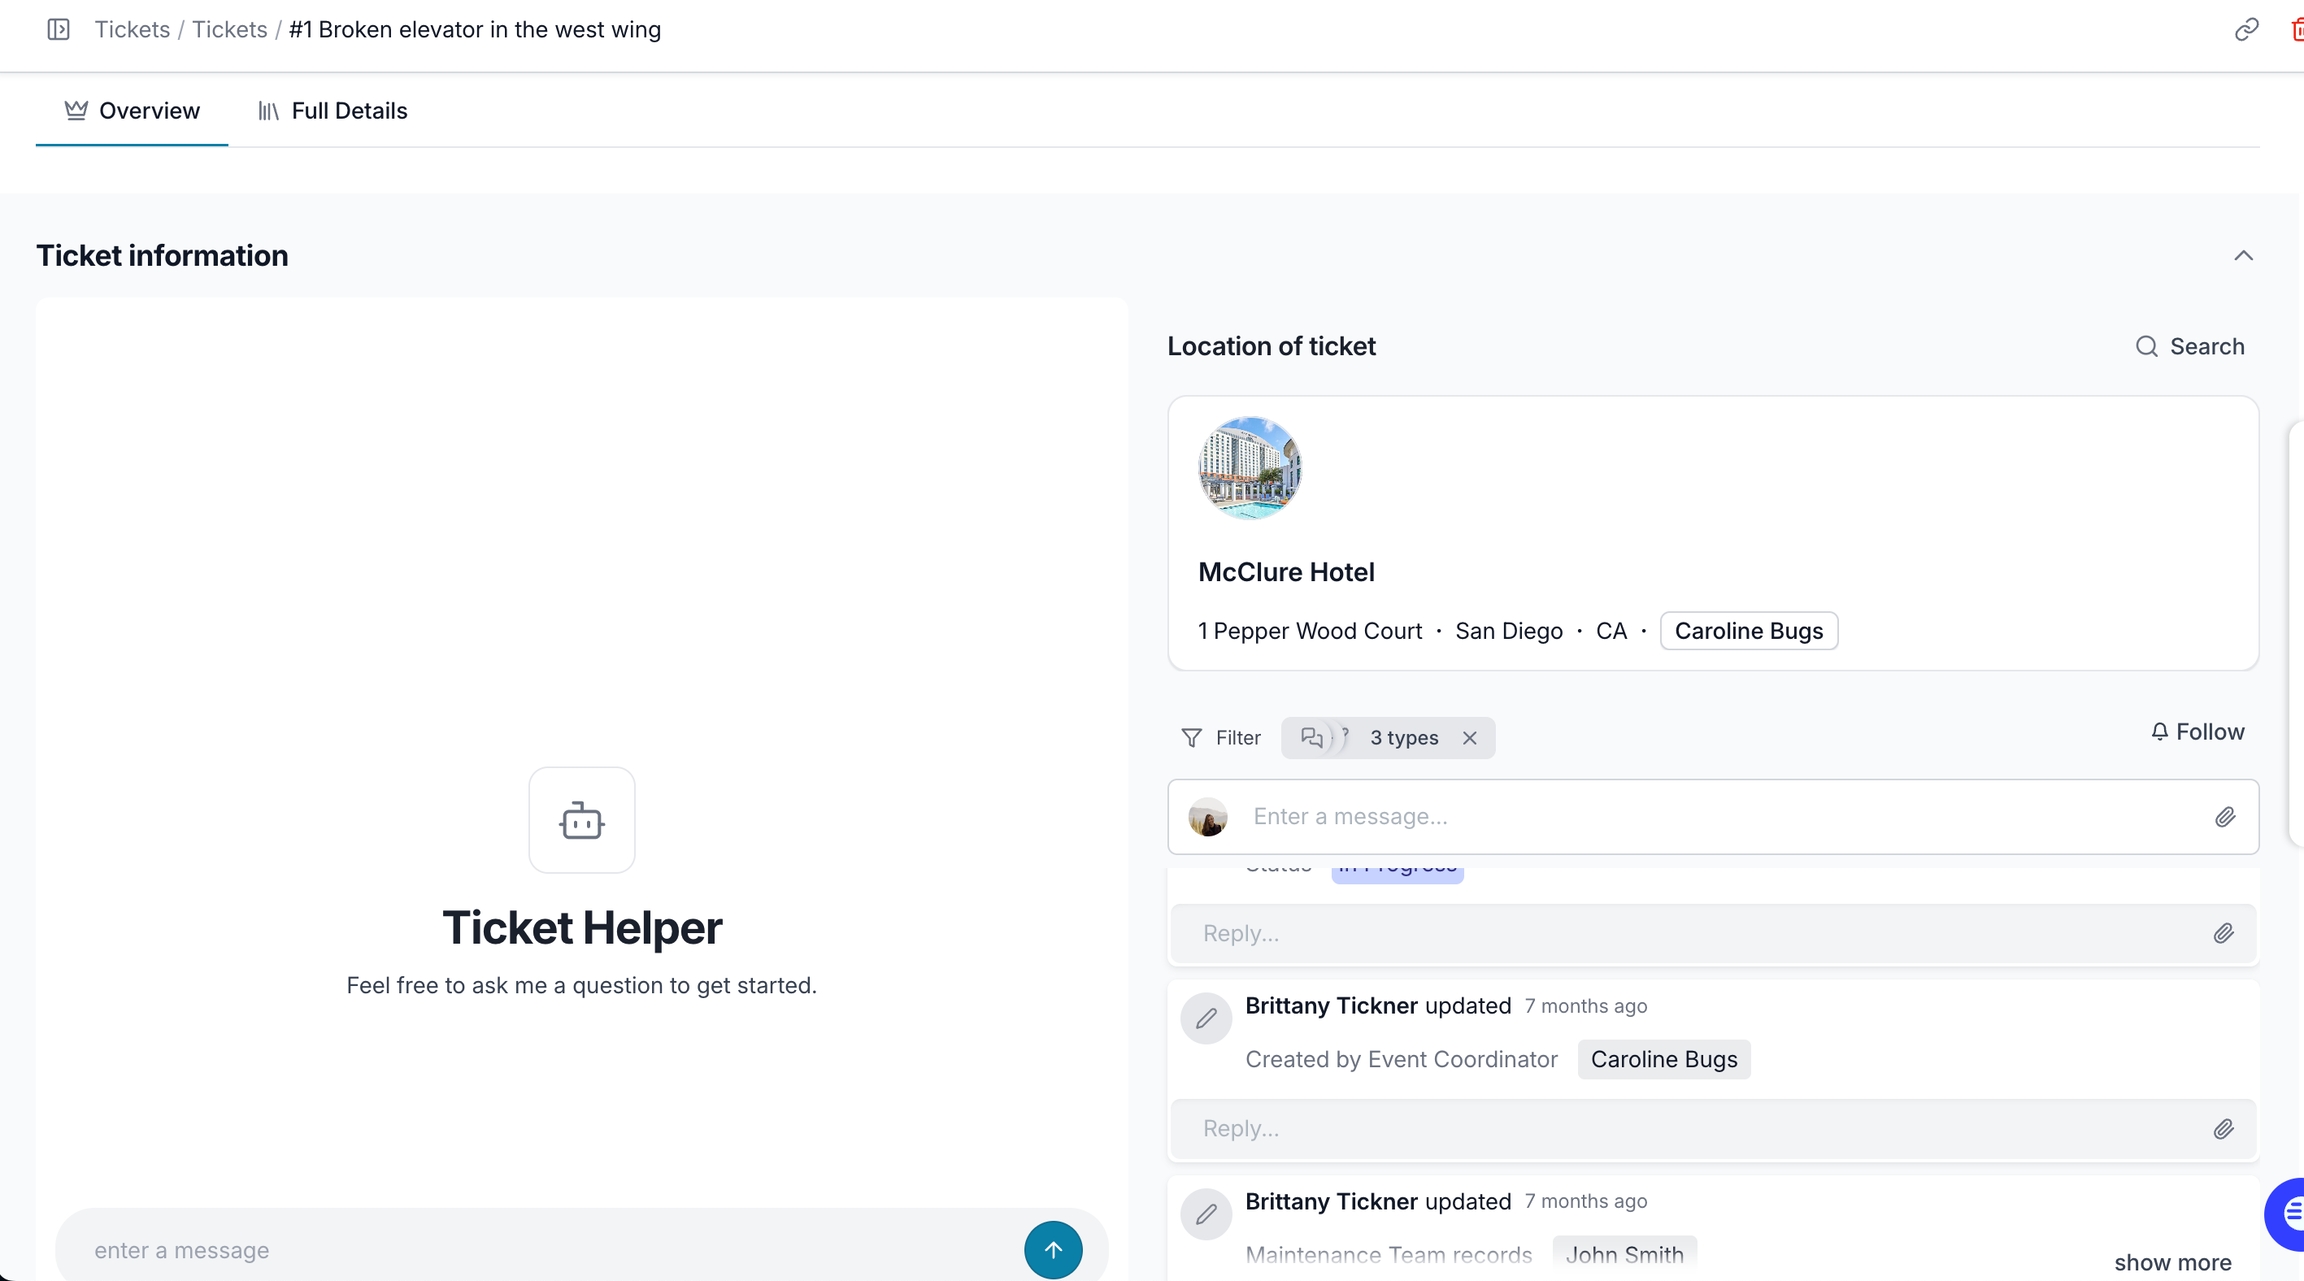 Tickets / Tickets / #1 Broken elevator in the west wing
Overview
Full Details
Ticket information
Ticket Helper
Feel free to ask me a question to get started.
enter a message
Location of ticket
Search
McClure Hotel
1 Pepper Wood Court · San Diego · CA · Caroline Bugs
Filter
3 types
Follow
Enter a message...
Status In Progress
Reply...
Brittany Tickner updated 7 months ago
Created by Event Coordinator Caroline Bugs
Reply...
Brittany Tickner updated 7 months ago
Maintenance Team records John Smith
show more